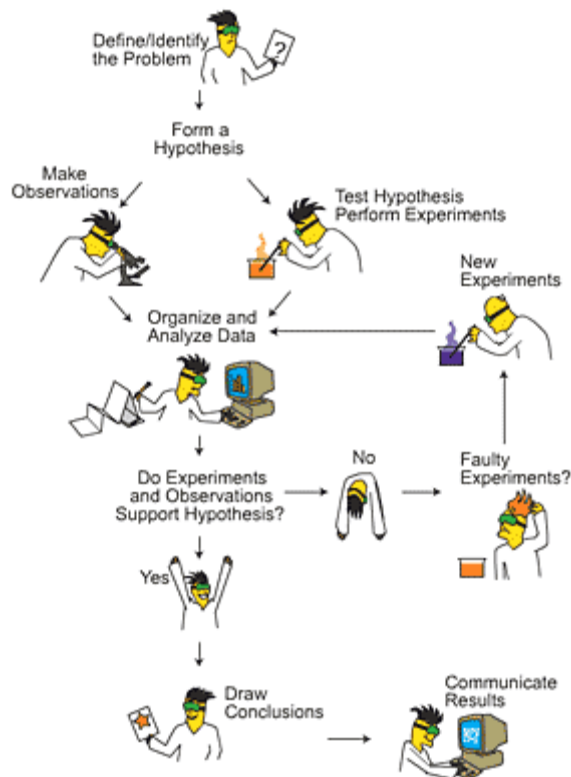 Define/Identify
the Problem
?
Form a
Hypothesis
Make
Observations
Test Hypothesis
Perform Experiments
New
Experiments
Organize and
Analyze Data
No
Faulty
Experiments?
Do Experiments
and Observations
Support Hypothesis?
Yes
Draw
Conclusions
Communicate
Results